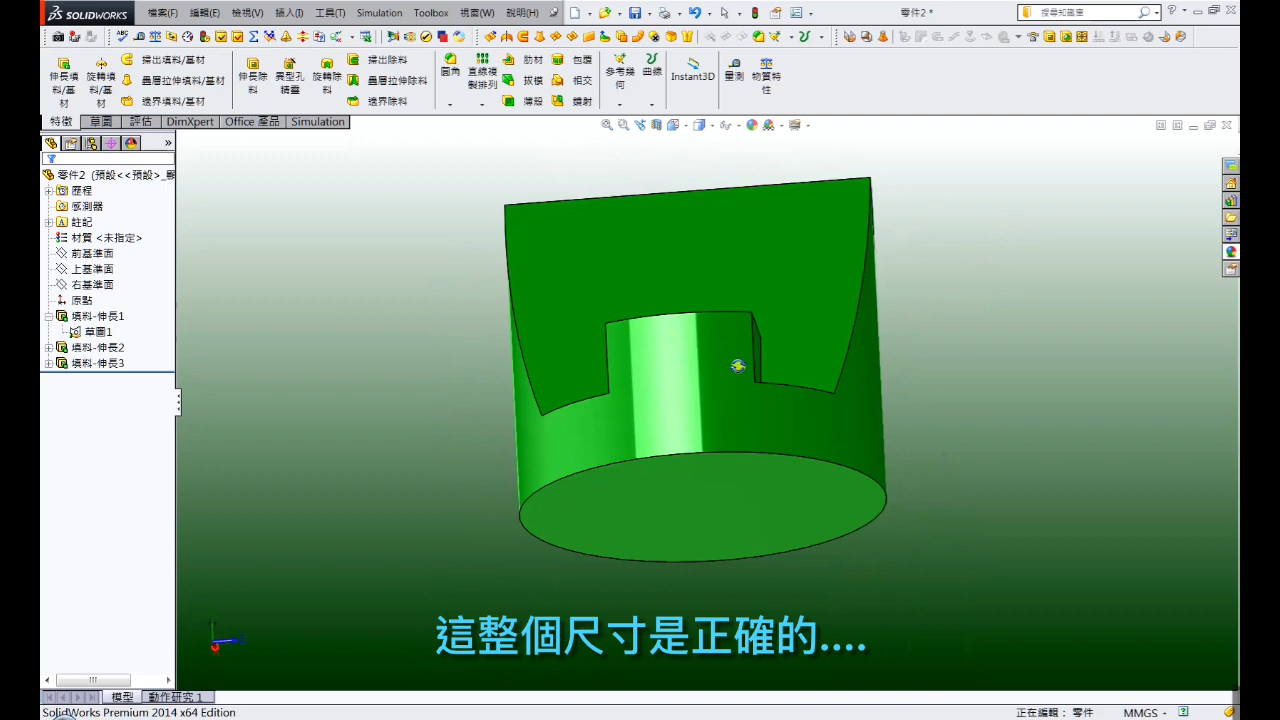 SOLIDWORKS
檔案(F) 編輯(E) 檢視(V) 插入(I) 工具(T) Simulation Toolbox 視窗(W) 說明(H)
零件2 *
搜尋知識庫
伸長填料/基材
旋轉填料/基材
掃出填料/基材
疊層拉伸填料/基材
邊界填料/基材
伸長除料
異型孔精靈
旋轉除料
掃出除料
疊層拉伸除料
邊界除料
圓角
直線複製排列
肋材
拔模
薄殼
包覆
相交
鏡射
參考幾何
曲線
Instant3D
量測
物質特性
特徵 草圖 評估 DimXpert Office 產品 Simulation
零件2 (預設<<預設>_顯
歷程
感測器
註記
材質 <未指定>
前基準面
上基準面
右基準面
原點
填料-伸長1
草圖1
填料-伸長2
填料-伸長3
這整個尺寸是正確的....
模型 動作研究 1
SolidWorks Premium 2014 x64 Edition
正在編輯： 零件
MMGS